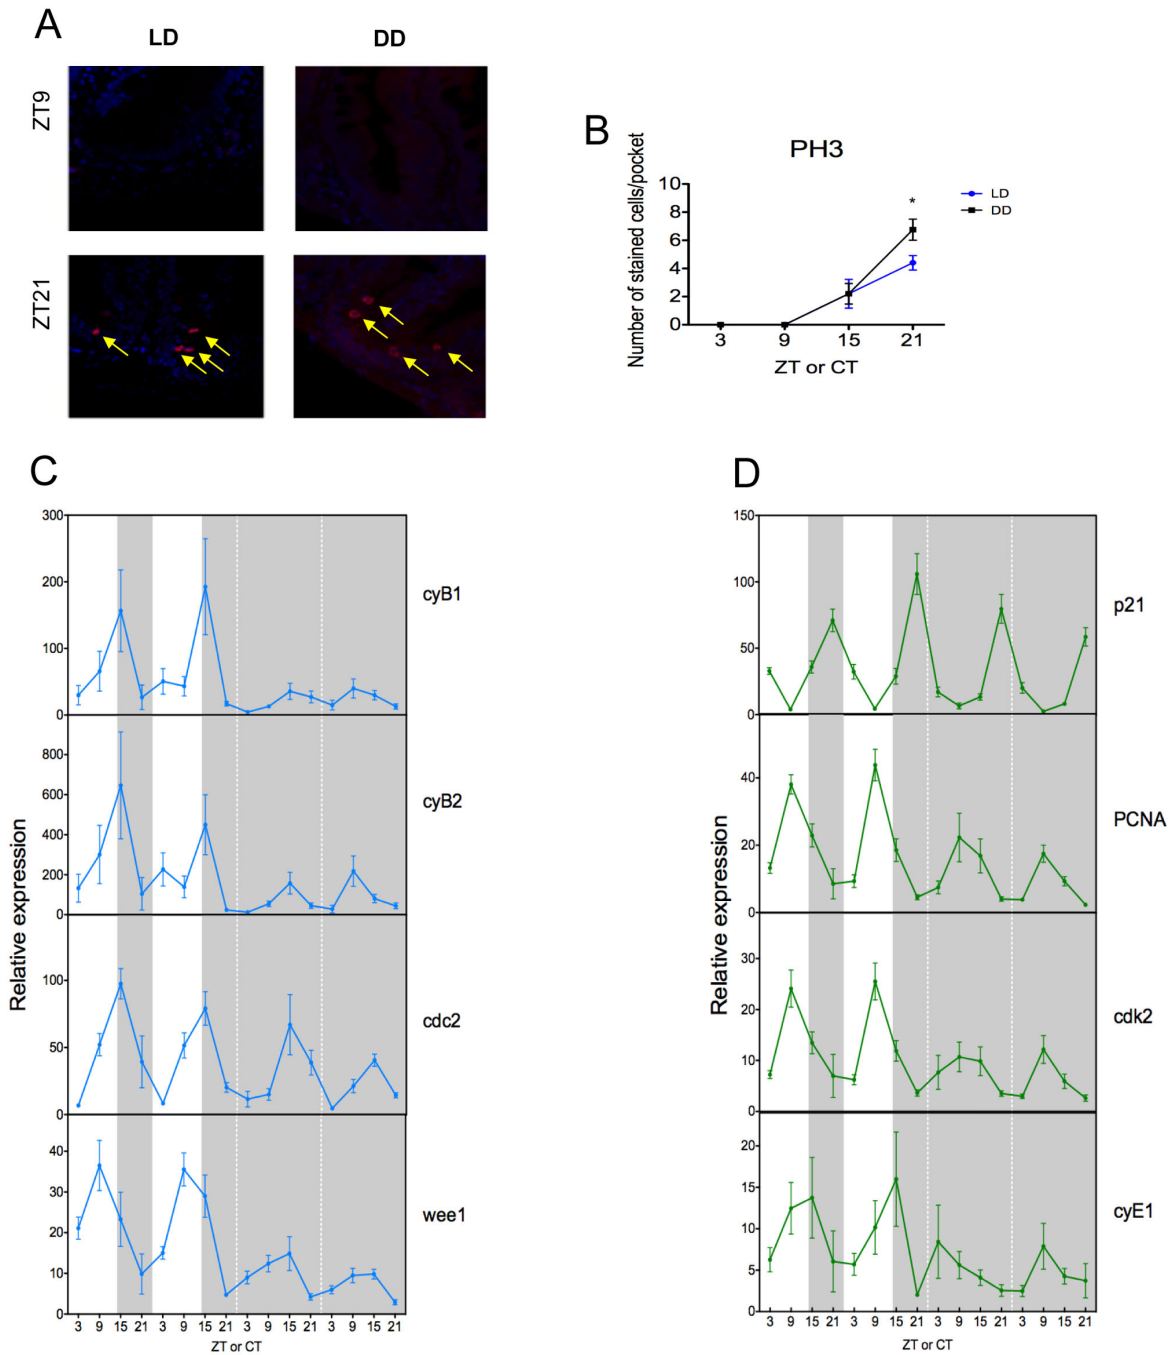 A
LD DD
ZT9
ZT21
B
PH3
Number of stained cells/pocket
10
8
6
4
2
0
*
3 9 15 21
ZT or CT
LD
DD
C
Relative expression
300
200
100
0
cyB1
800
600
400
200
0
cyB2
100
50
0
cdc2
40
30
20
10
0
wee1
3 9 15 21 3 9 15 21 3 9 15 21 3 9 15 21
ZT or CT
D
Relative expression
150
100
50
0
p21
40
20
0
PCNA
30
20
10
0
cdk2
20
15
10
5
0
cyE1
3 9 15 21 3 9 15 21 3 9 15 21 3 9 15 21
ZT or CT